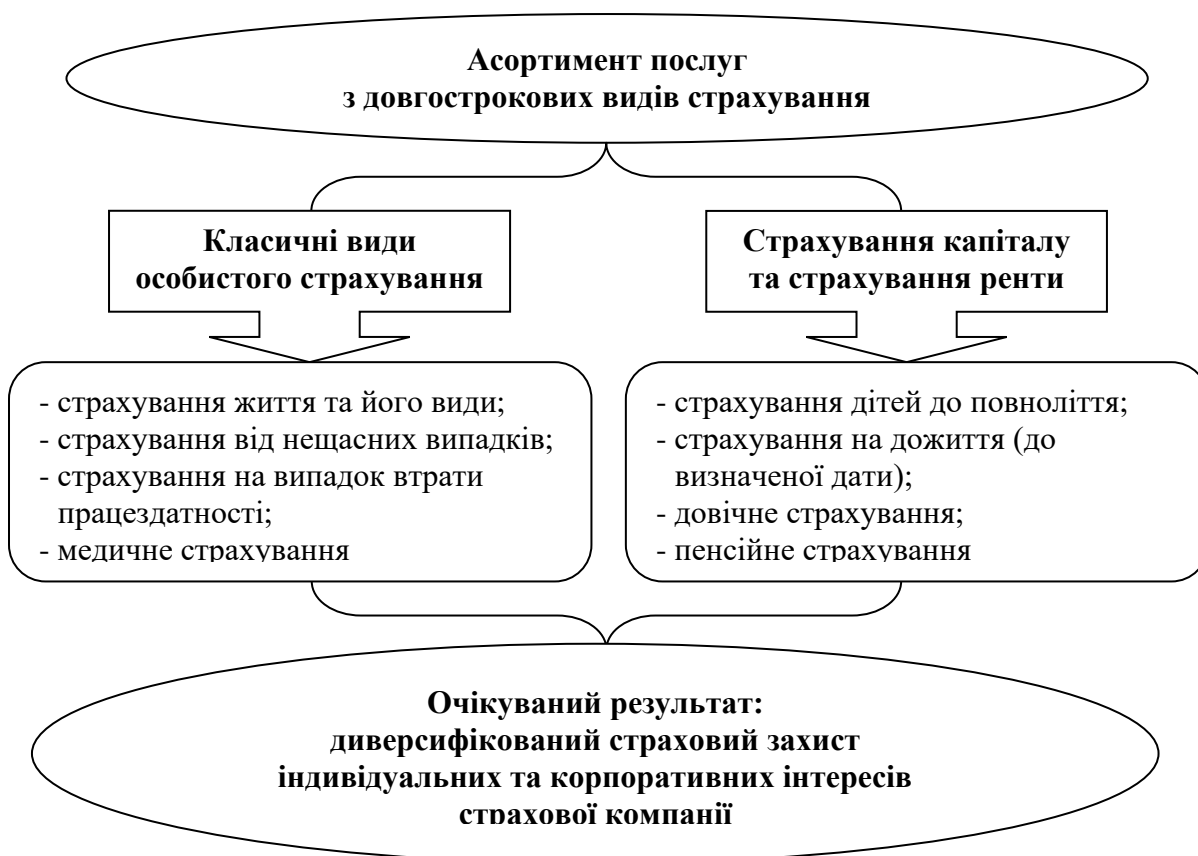 Асортимент послуг
з довгострокових видів страхування
Класичні види
особистого страхування
Страхування капіталу
та страхування ренти
- страхування життя та його види;
- страхування від нещасних випадків;
- страхування на випадок втрати
працездатності;
- медичне страхування
- страхування дітей до повноліття;
- страхування на дожиття (до
визначеної дати);
- довічне страхування;
- пенсійне страхування
Очікуваний результат:
диверсифікований страховий захист
індивідуальних та корпоративних інтересів
страхової компанії